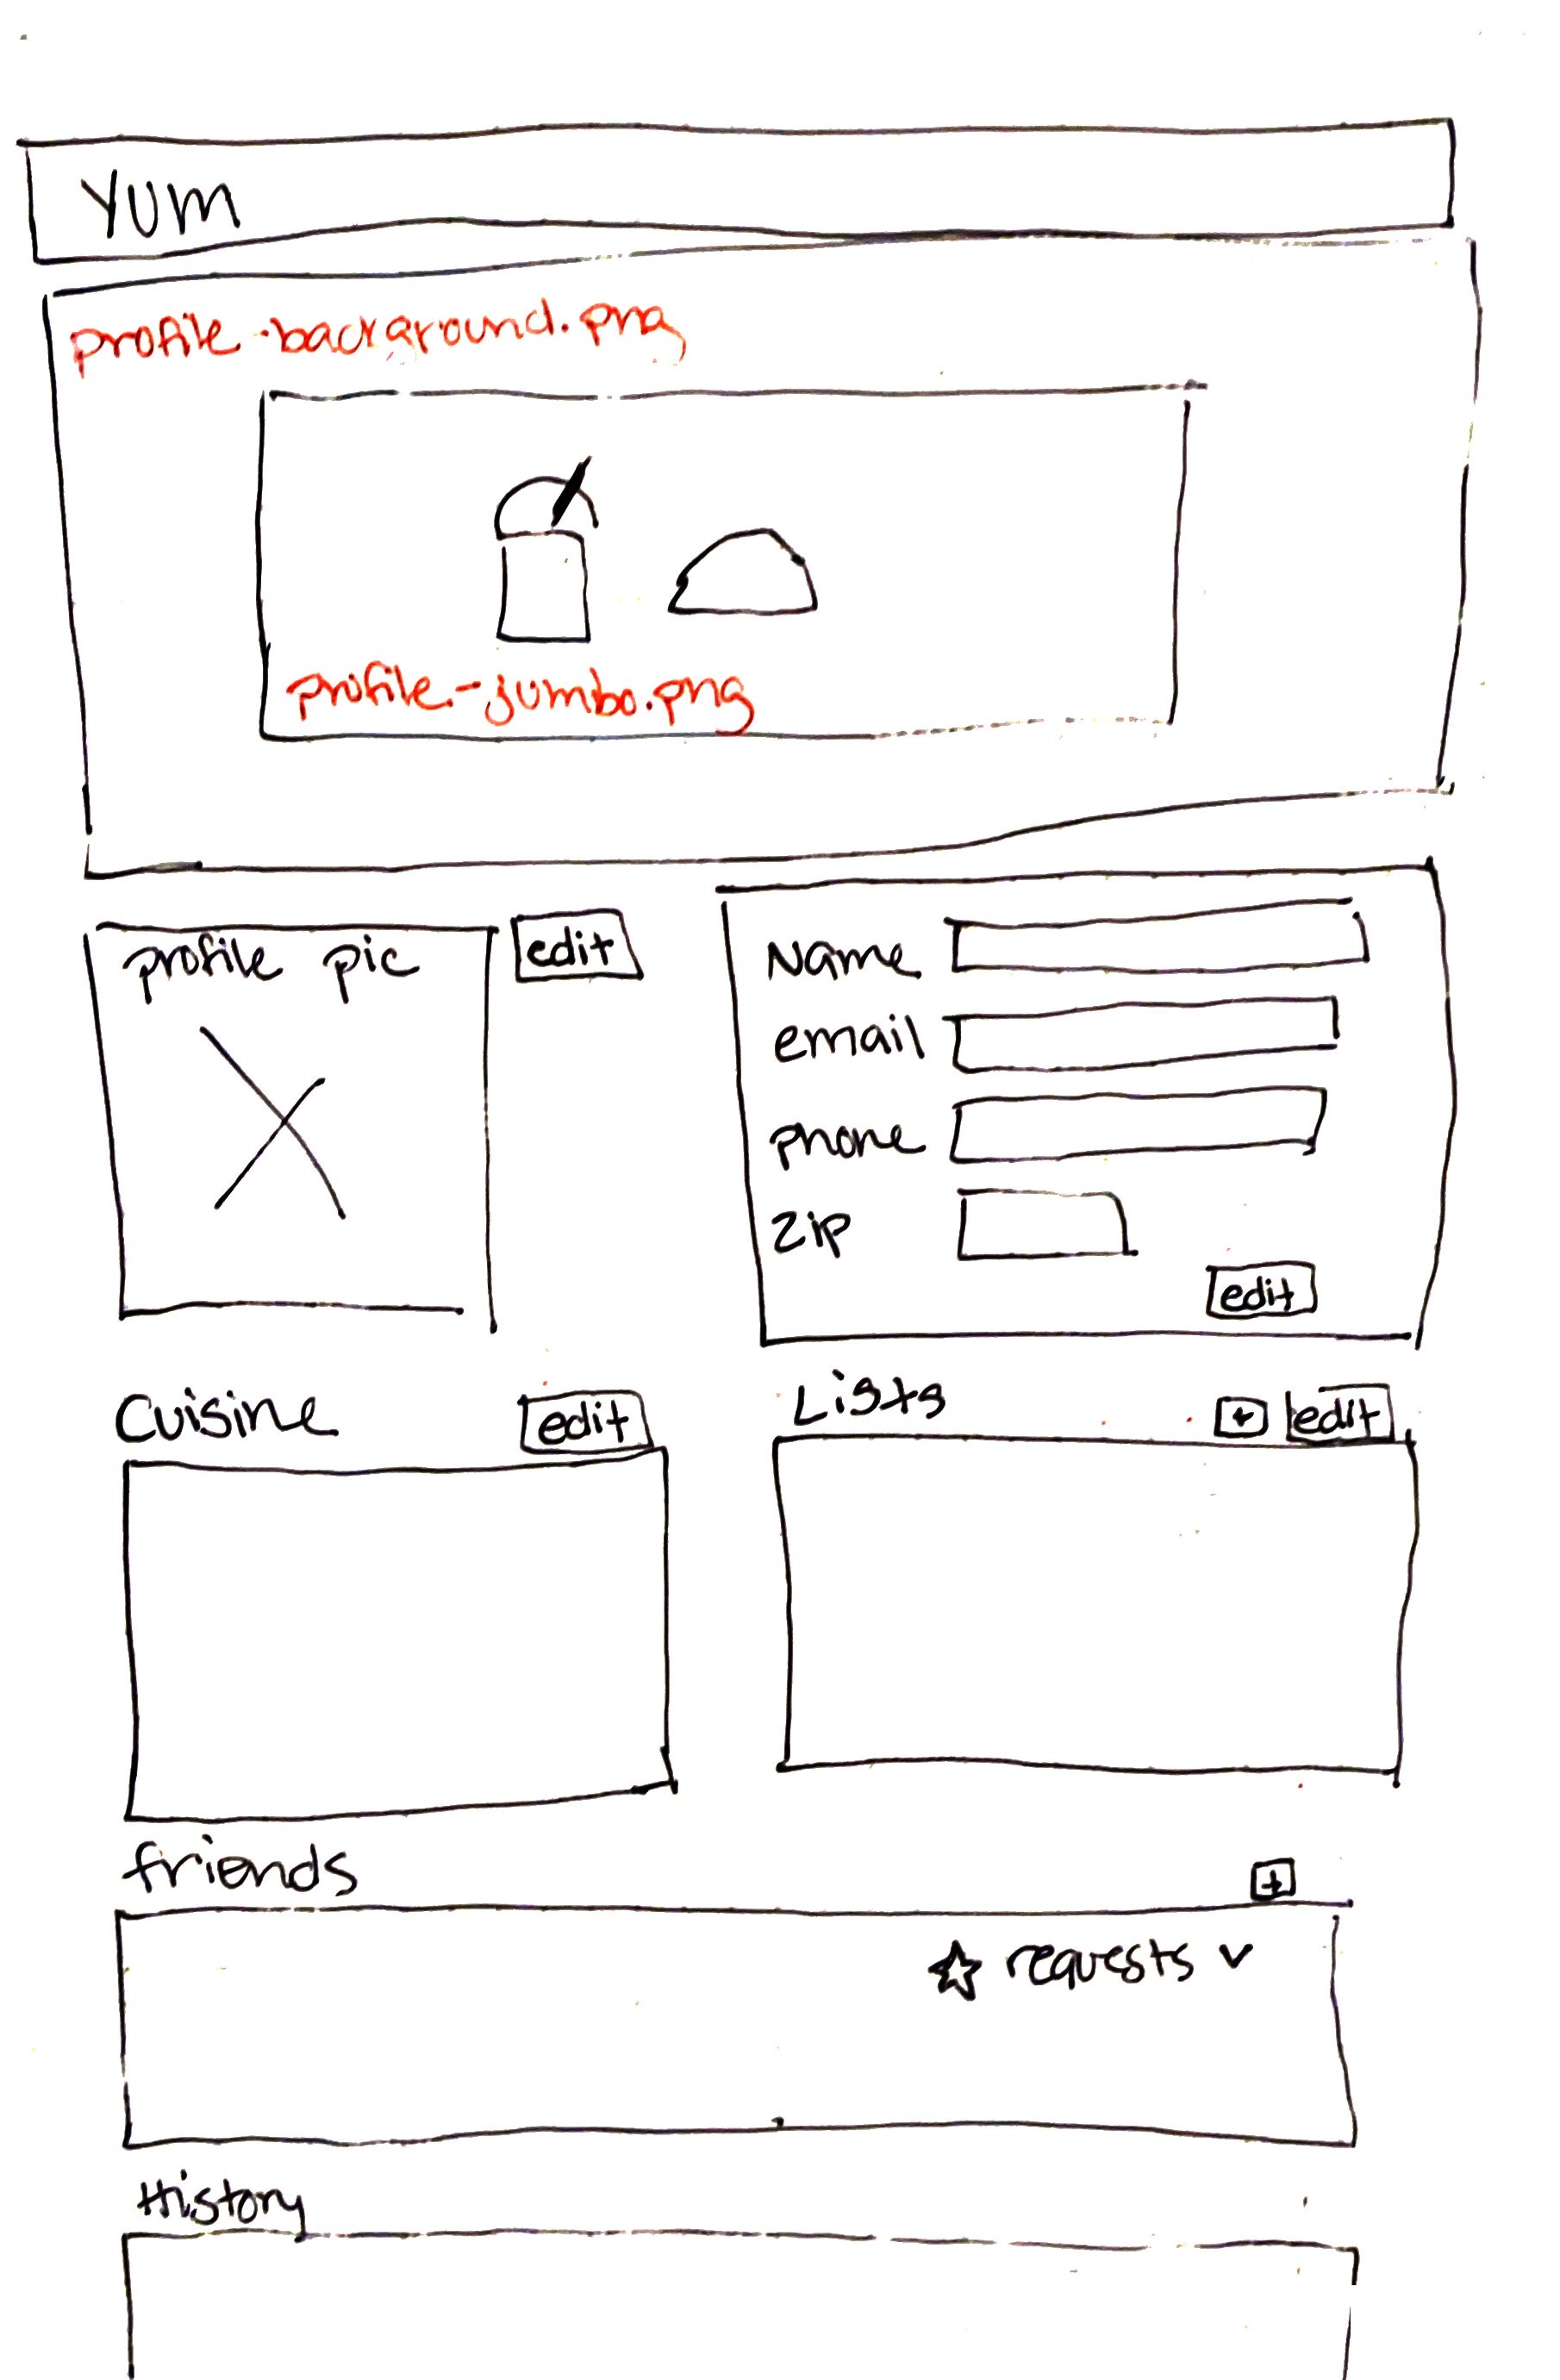 YUM
profile-background.png
profile-jumbo.png
profile pic
edit
Name
email
phone
zip
edit
Cuisine
edit
Lists
+
edit
friends
+
☆ requests v
History